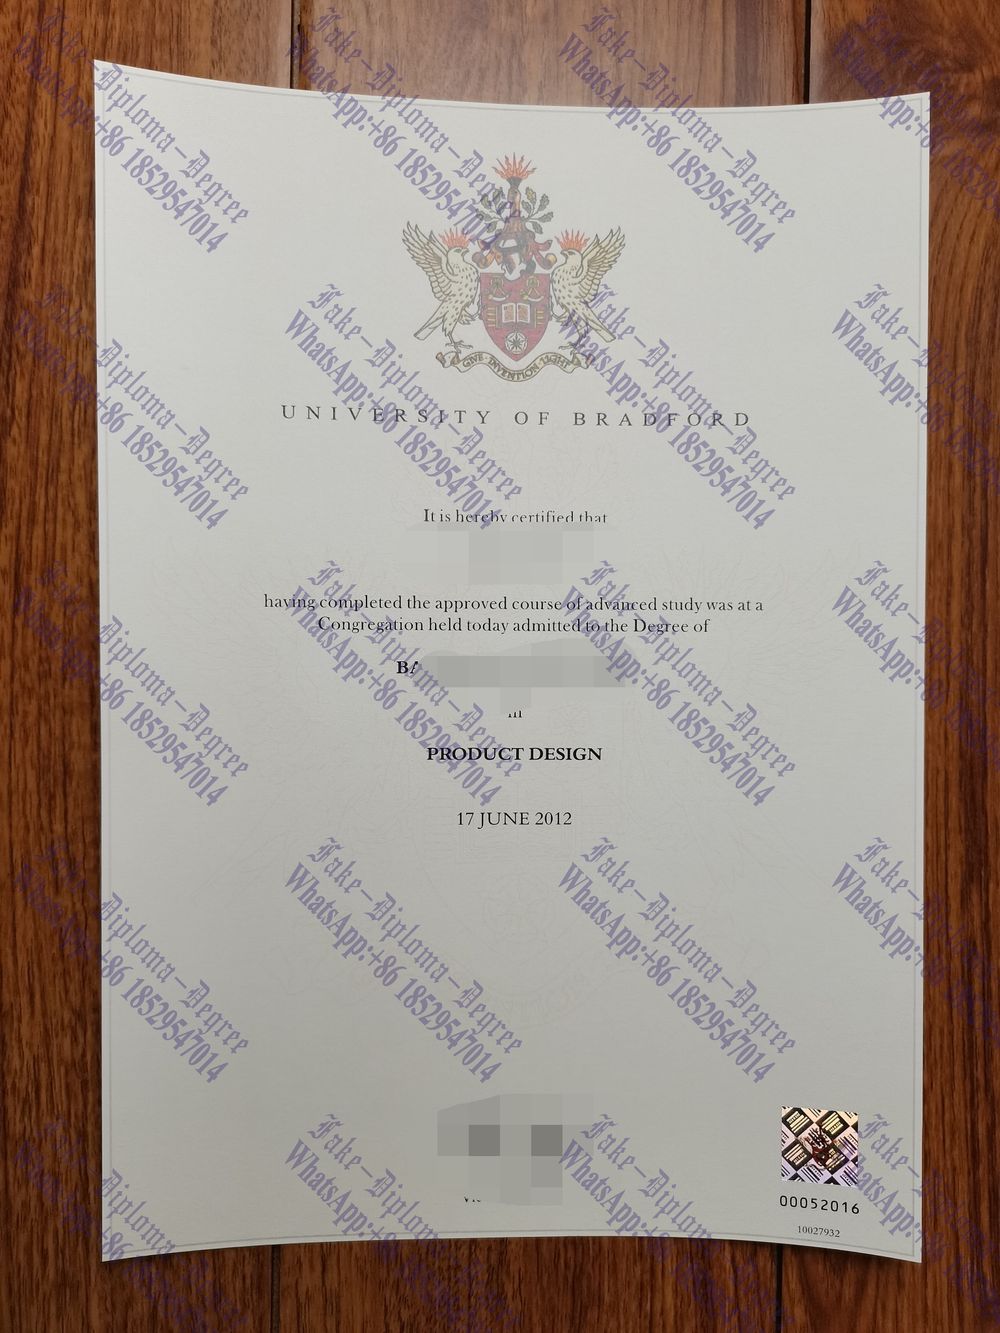 Fake-Diploma-Degree
WhatsApp:+86 18529547014
GIVE INVENTION LIGHT
UNIVERSITY OF BRADFORD
It is hereby certified that
having completed the approved course of advanced study was at a
Congregation held today admitted to the Degree of
BA
in
PRODUCT DESIGN
17 JUNE 2012
00052016
10027932